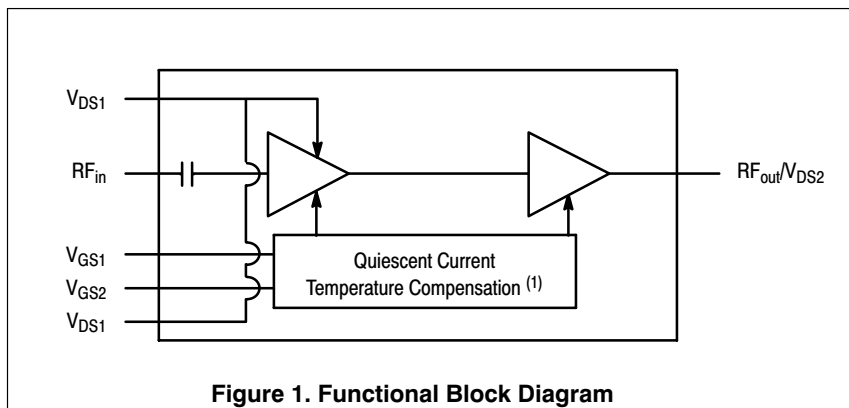 V_DS1
RF_in
RF_out/V_DS2
V_GS1
V_GS2
V_DS1
Quiescent Current
Temperature Compensation (1)
Figure 1. Functional Block Diagram